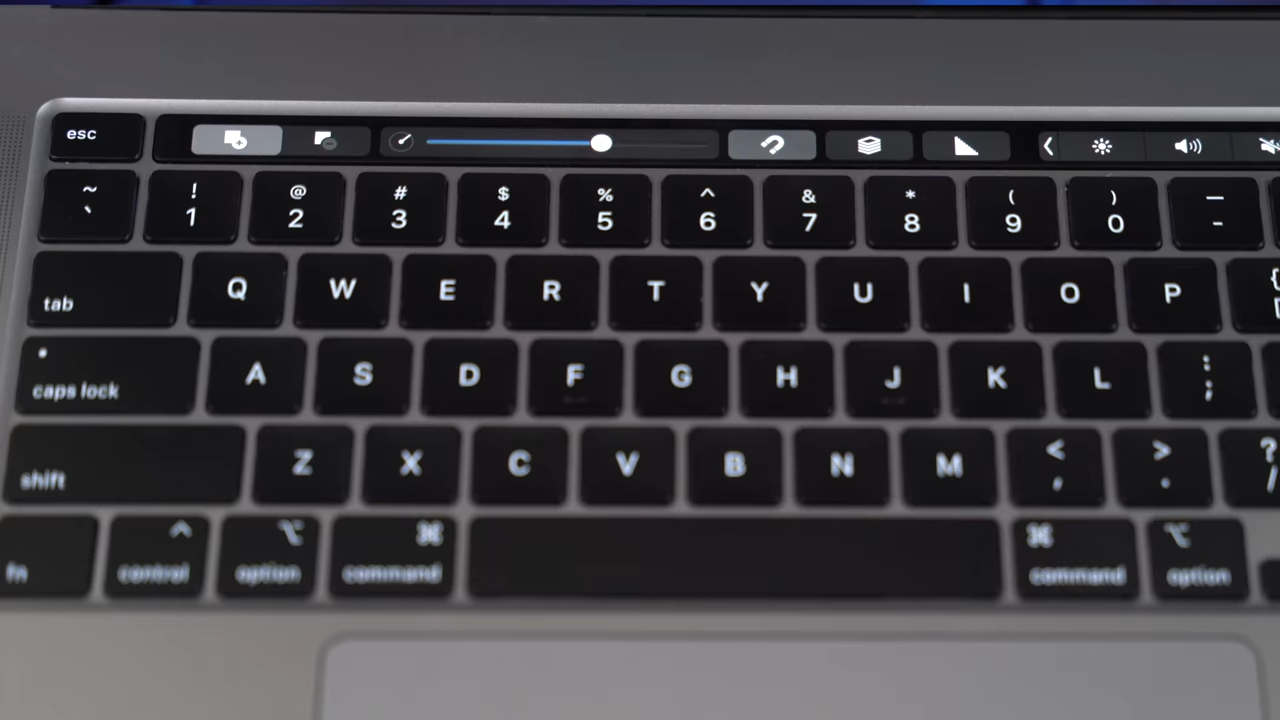 esc
~ ! @ # $ % ^ & * ( ) —
` 1 2 3 4 5 6 7 8 9 0 -
tab Q W E R T Y U I O P {
caps lock A S D F G H J K L : ;
shift Z X C V B N M < , > . ? /
fn control option command command option